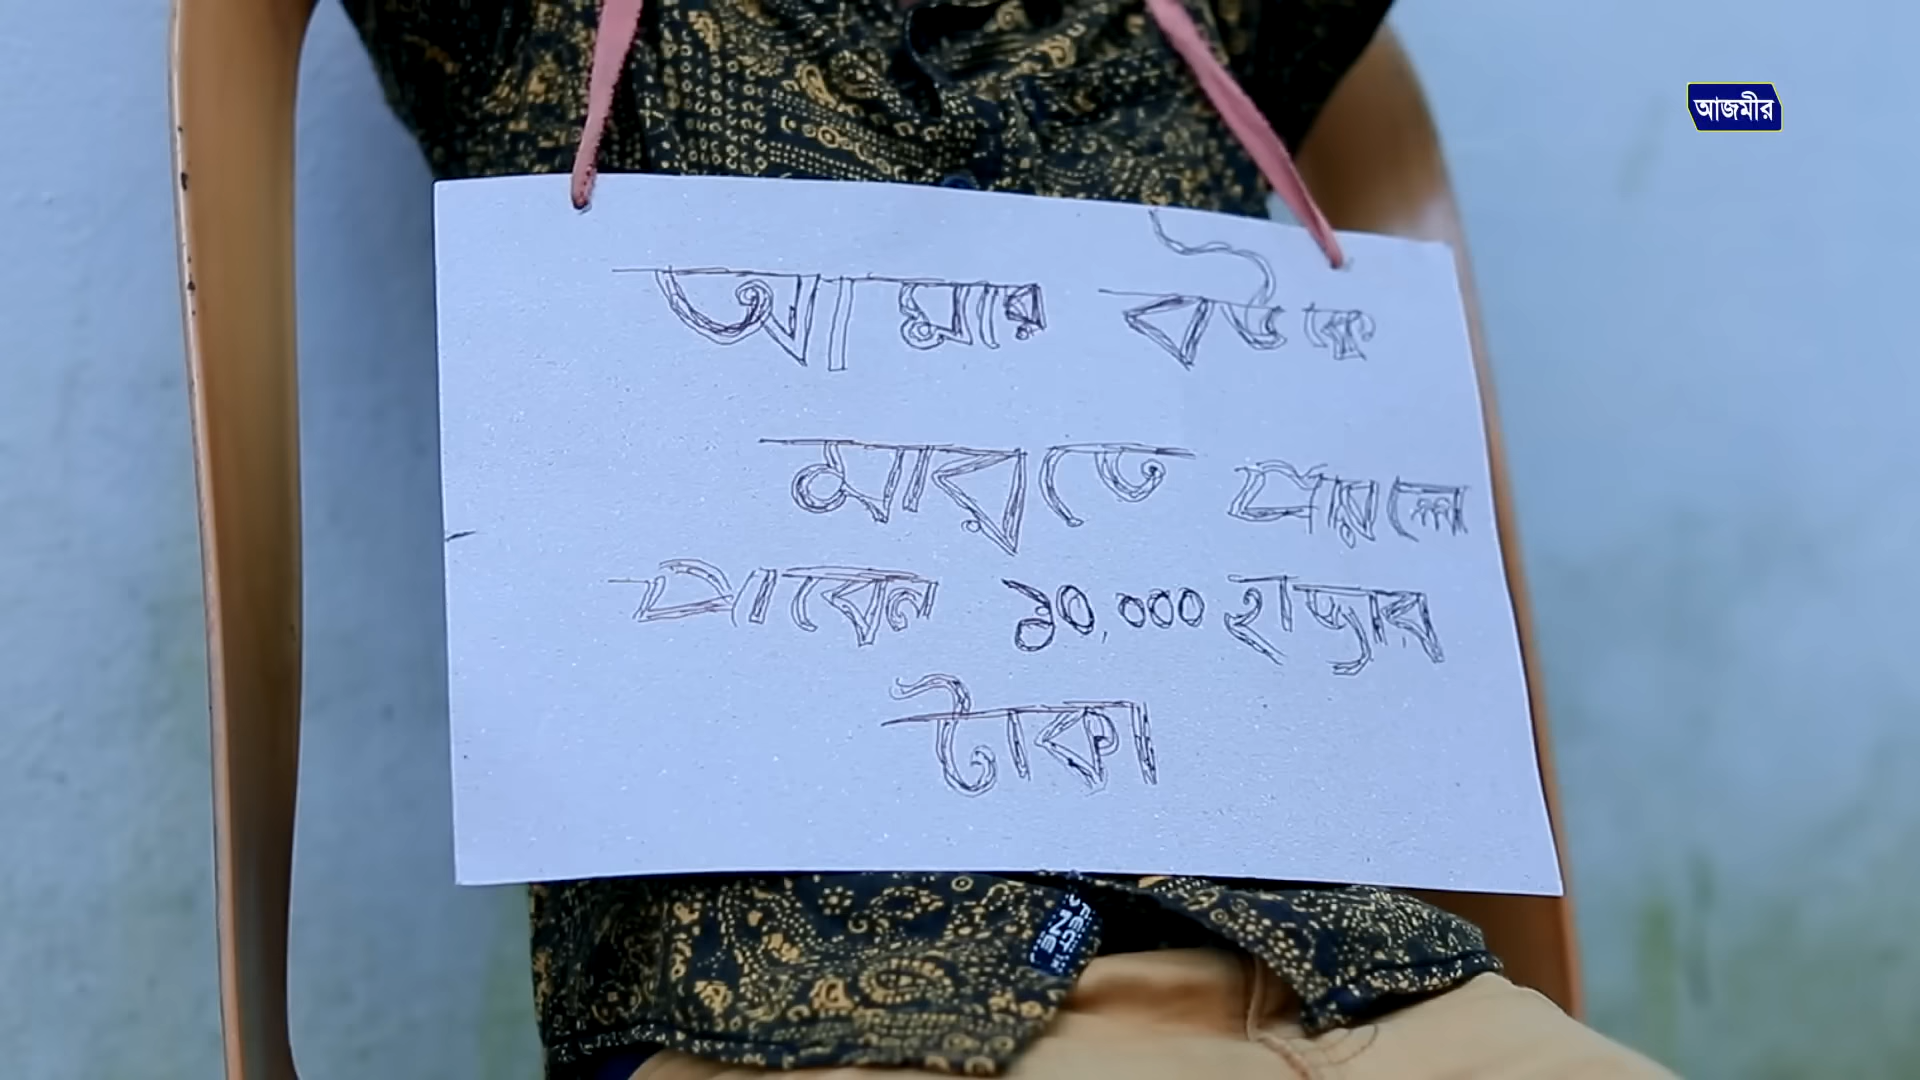 আজমীর
আমার বউকে
মারতে পারলে
পাবেন ১০,০০০ হাজার
টাকা